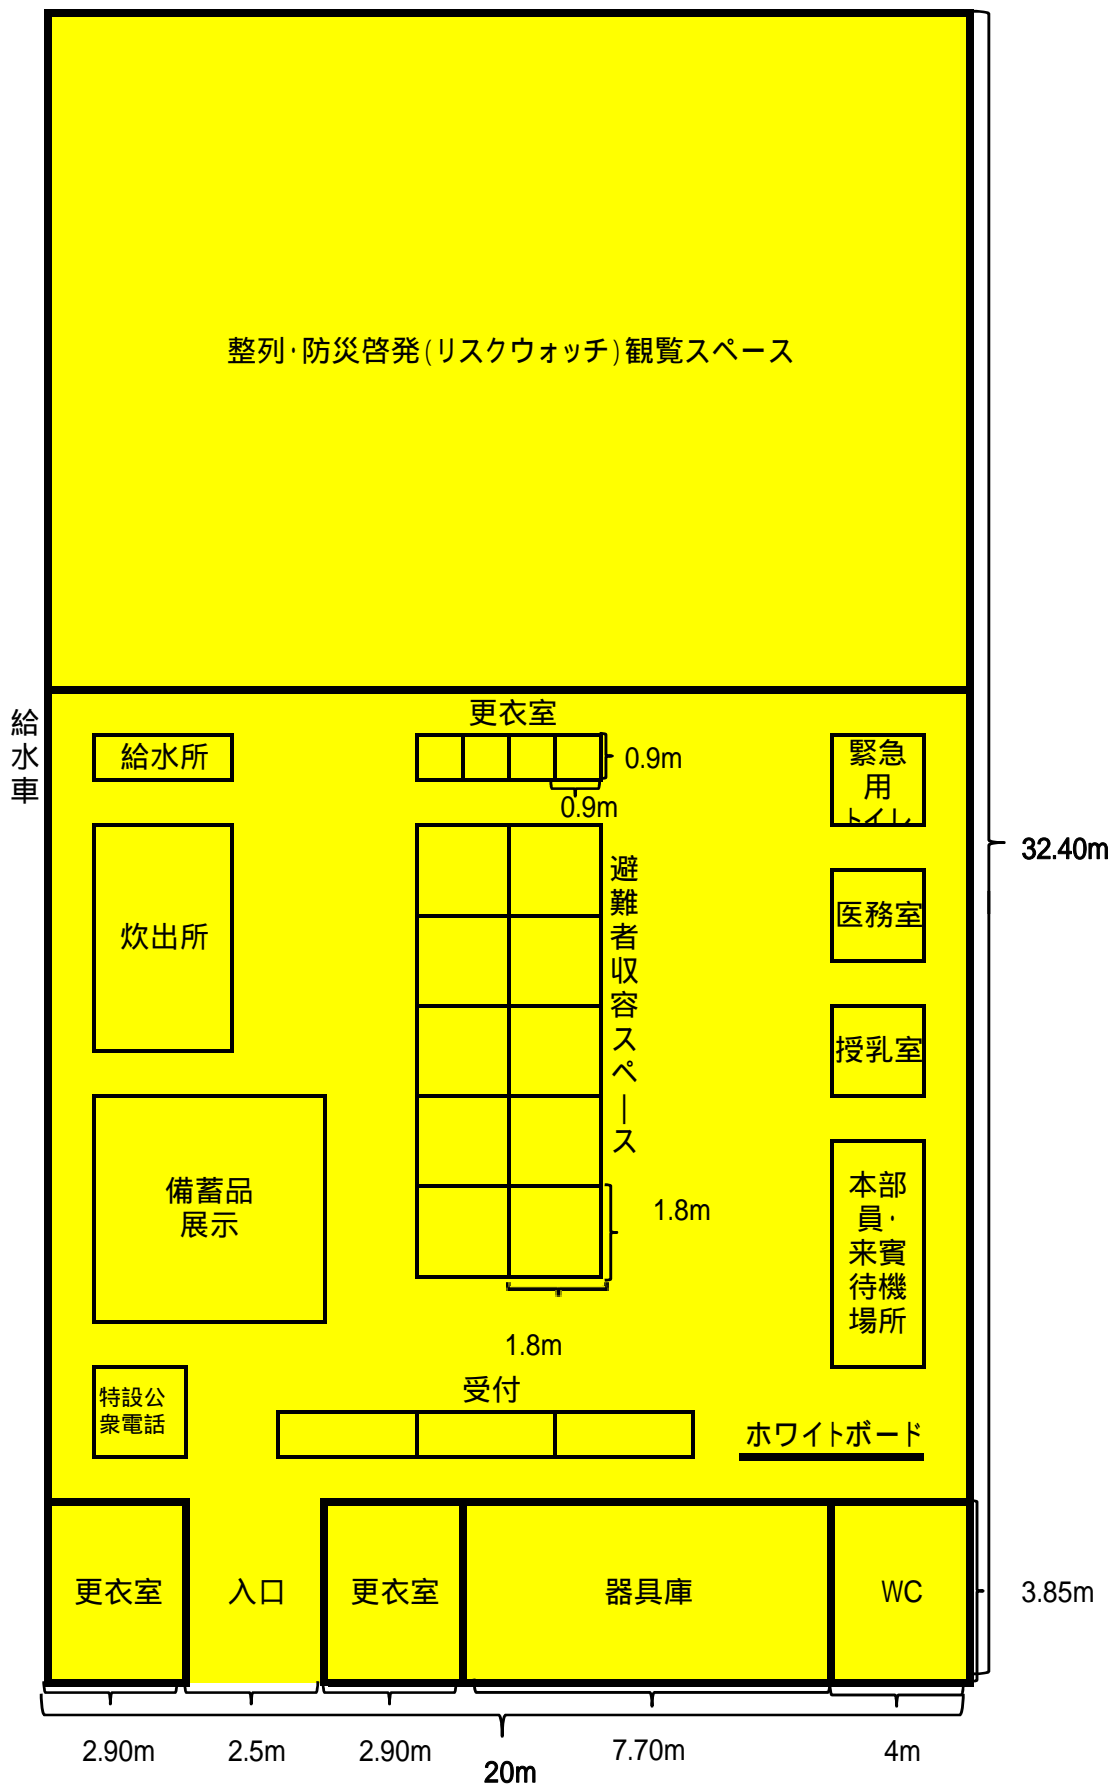 整列・防災啓発(リスクウォッチ)観覧スペース
給水車
更衣室
給水所
0.9m
0.9m
緊急
用
トイレ
32.40m
炊出所
避難者収容スペース
医務室
授乳室
備蓄品
展示
1.8m
1.8m
本部
員・
来賓
待機
場所
特設公
衆電話
受付
ホワイトボード
更衣室
入口
更衣室
器具庫
WC
3.85m
2.90m
2.5m
2.90m
7.70m
4m
20m